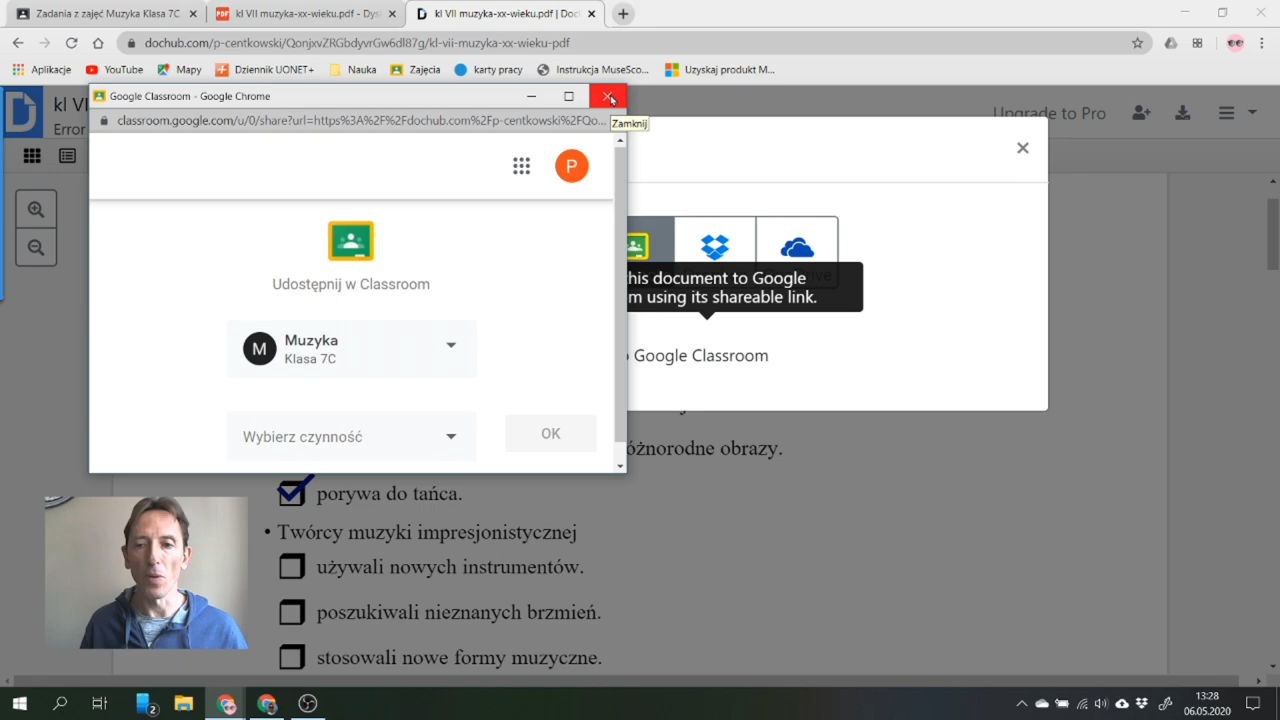 Zadania z zajęć Muzyka Klasa 7C
kl VII muzyka-xx-wieku.pdf - Dys
kl VII muzyka-xx-wieku.pdf | Doc
dochub.com/p-centkowski/QonjxvZRGbdyvrGw6dl87g/kl-vii-muzyka-xx-wieku-pdf
Aplikacje YouTube Mapy Dziennik UONET+ Nauka Zajęcia karty pracy Instrukcja MuseSco... Uzyskaj produkt M...
kl VI
Error
Upgrade to Pro
Google Classroom - Google Chrome
classroom.google.com/u/0/share?url=https%3A%2F%2Fdochub.com%2Fp-centkowski%2FQo...
Zamknij
P
Udostępnij w Classroom
M
Muzyka
Klasa 7C
Wybierz czynność
OK
this document to Google
m using its shareable link.
Google Classroom
óżnorodne obrazy.
porywa do tańca.
• Twórcy muzyki impresjonistycznej
używali nowych instrumentów.
poszukiwali nieznanych brzmień.
stosowali nowe formy muzyczne.
2
13:28
06.05.2020